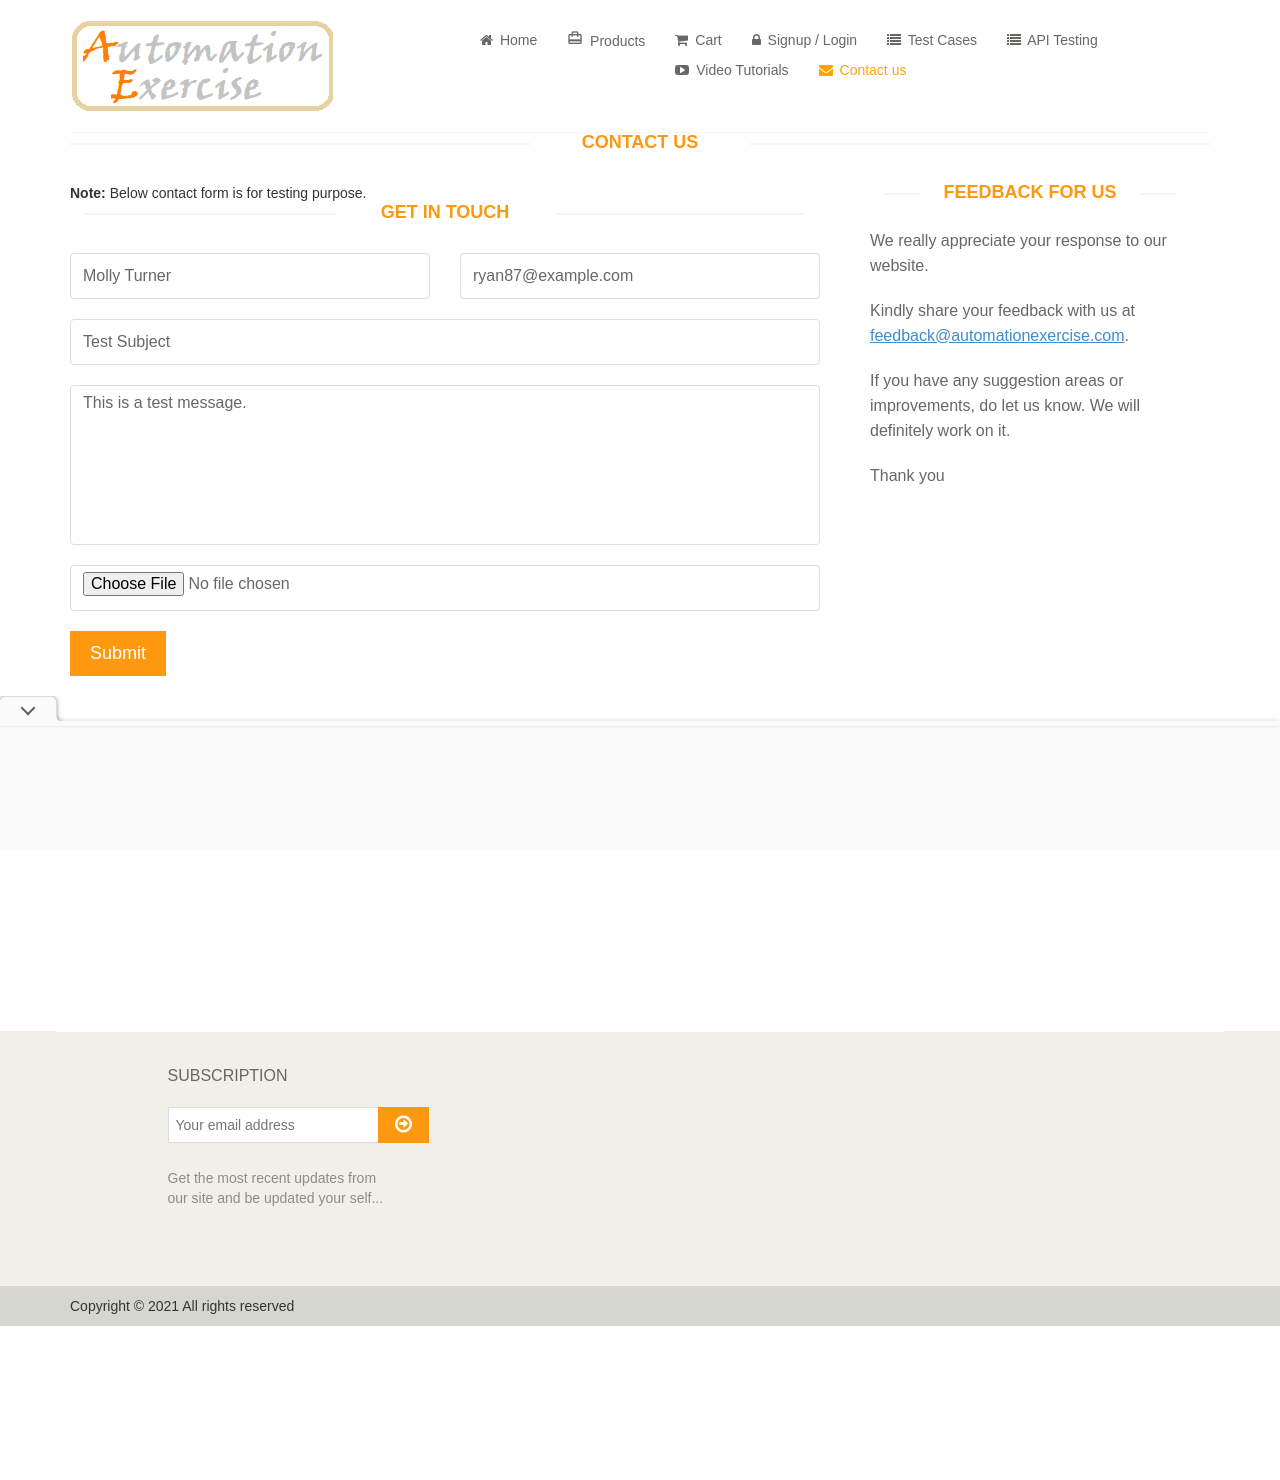 Automation
Exercise
Home
Products
Cart
Signup / Login
Test Cases
API Testing
Video Tutorials
Contact us
CONTACT US
Note: Below contact form is for testing purpose.
GET IN TOUCH
Molly Turner
ryan87@example.com
Test Subject
This is a test message.
Choose File No file chosen
Submit
FEEDBACK FOR US
We really appreciate your response to our
website.
Kindly share your feedback with us at
feedback@automationexercise.com.
If you have any suggestion areas or
improvements, do let us know. We will
definitely work on it.
Thank you
SUBSCRIPTION
Your email address
Get the most recent updates from
our site and be updated your self...
Copyright © 2021 All rights reserved